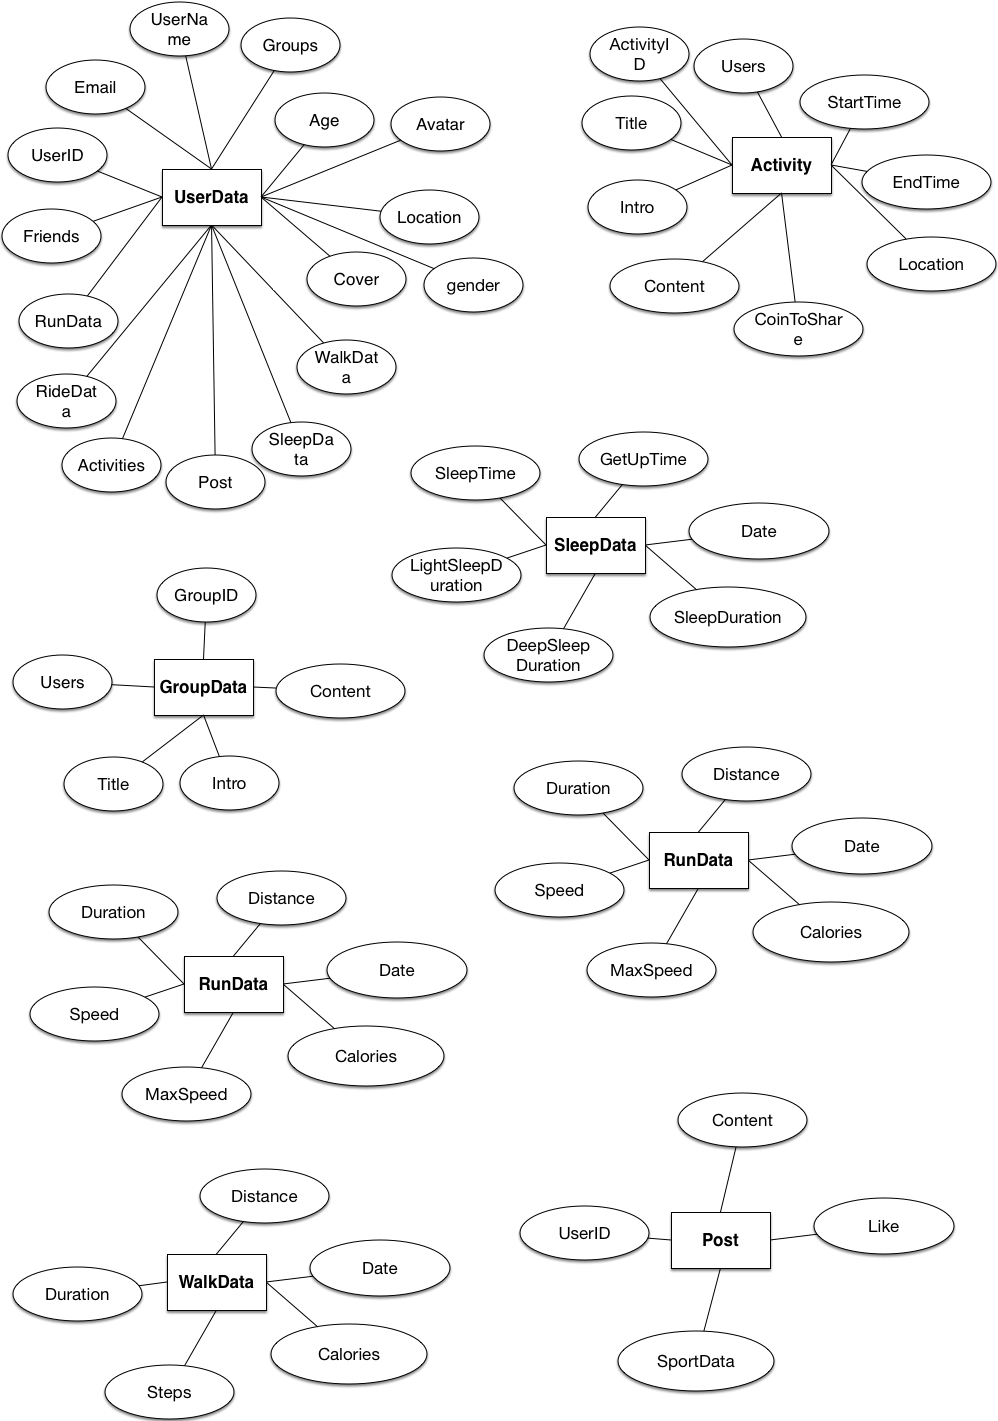 UserNa
me
Groups
Email
Age
Avatar
UserID
UserData
Friends
Location
Cover
gender
RunData
WalkDat
a
RideDat
a
SleepDa
ta
Activities
Post
ActivityI
D
Users
StartTime
Title
Activity
EndTime
Intro
Location
Content
CoinToShar
e
SleepTime
GetUpTime
Date
SleepData
LightSleepD
uration
SleepDuration
DeepSleep
Duration
GroupID
Users
GroupData
Content
Title
Intro
Duration
Distance
Date
RunData
Speed
Calories
MaxSpeed
Duration
Distance
Date
RunData
Speed
Calories
MaxSpeed
Distance
Date
WalkData
Duration
Calories
Steps
Content
UserID
Post
Like
SportData